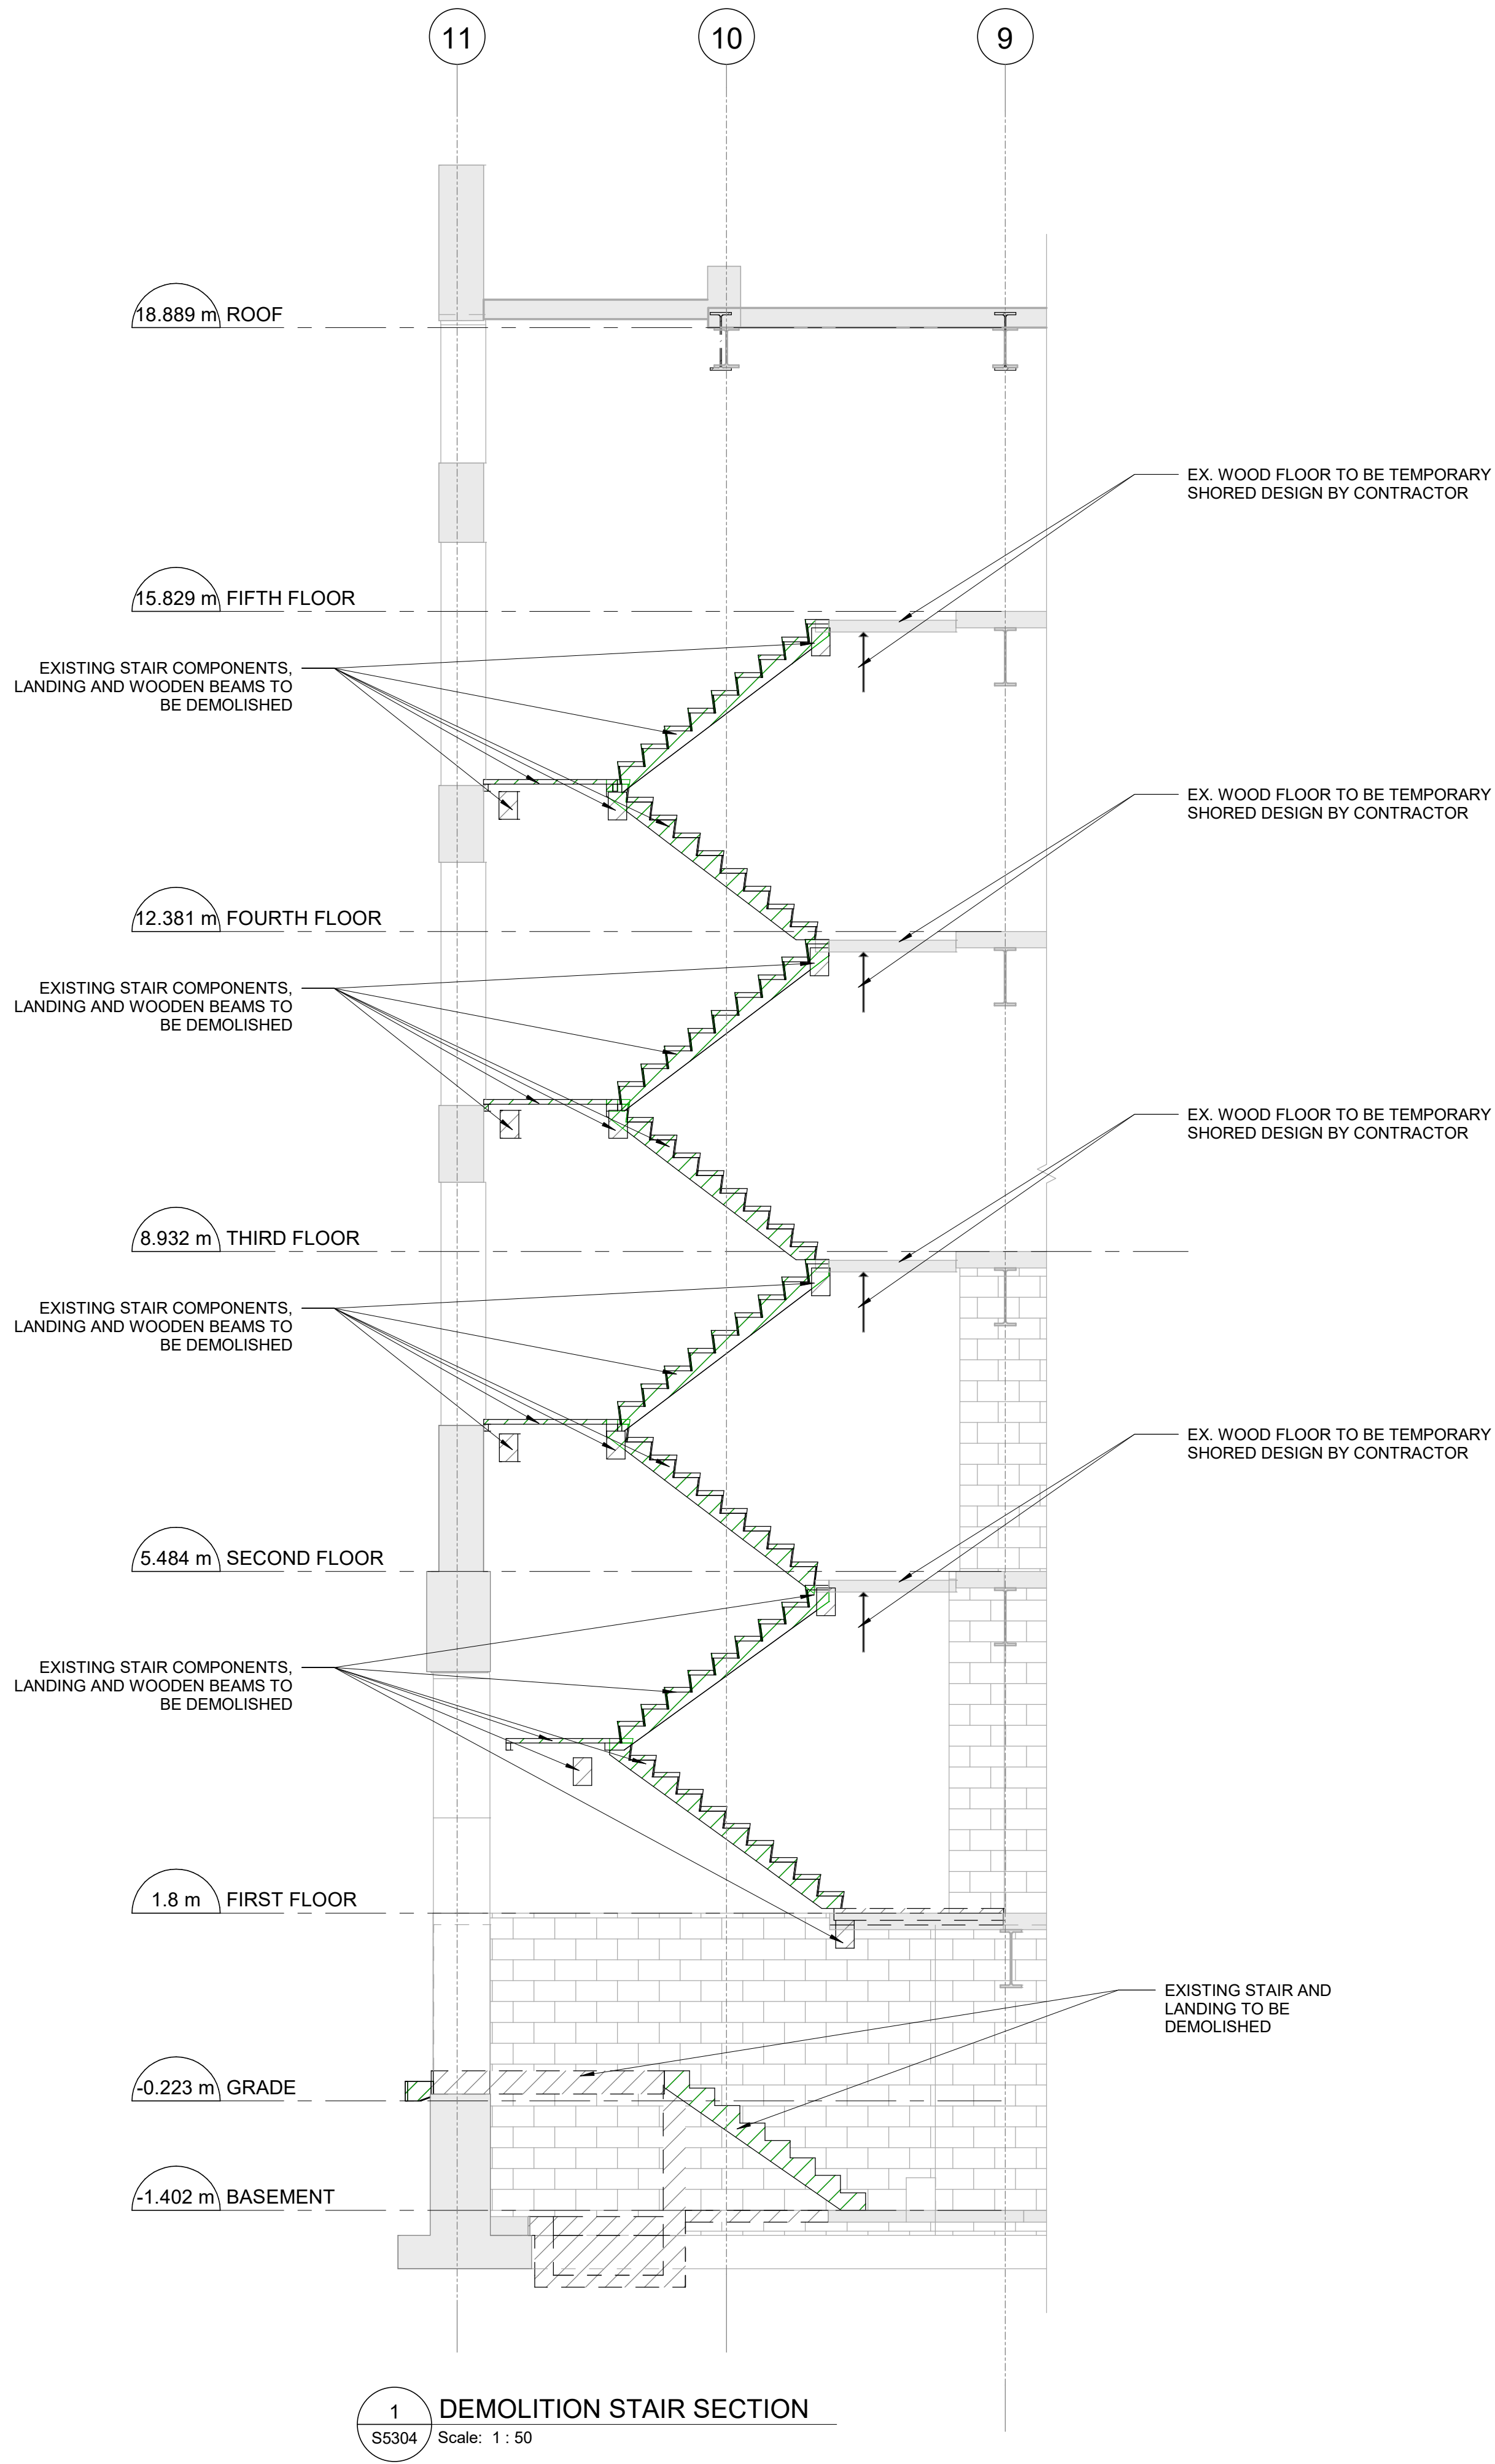 11
10
9
18.889 m ROOF
EX. WOOD FLOOR TO BE TEMPORARY
SHORED DESIGN BY CONTRACTOR
15.829 m FIFTH FLOOR
EXISTING STAIR COMPONENTS,
LANDING AND WOODEN BEAMS TO
BE DEMOLISHED
EX. WOOD FLOOR TO BE TEMPORARY
SHORED DESIGN BY CONTRACTOR
12.381 m FOURTH FLOOR
EXISTING STAIR COMPONENTS,
LANDING AND WOODEN BEAMS TO
BE DEMOLISHED
EX. WOOD FLOOR TO BE TEMPORARY
SHORED DESIGN BY CONTRACTOR
8.932 m THIRD FLOOR
EXISTING STAIR COMPONENTS,
LANDING AND WOODEN BEAMS TO
BE DEMOLISHED
EX. WOOD FLOOR TO BE TEMPORARY
SHORED DESIGN BY CONTRACTOR
5.484 m SECOND FLOOR
EXISTING STAIR COMPONENTS,
LANDING AND WOODEN BEAMS TO
BE DEMOLISHED
1.8 m FIRST FLOOR
EXISTING STAIR AND
LANDING TO BE
DEMOLISHED
-0.223 m GRADE
-1.402 m BASEMENT
1 DEMOLITION STAIR SECTION
S5304 Scale: 1 : 50